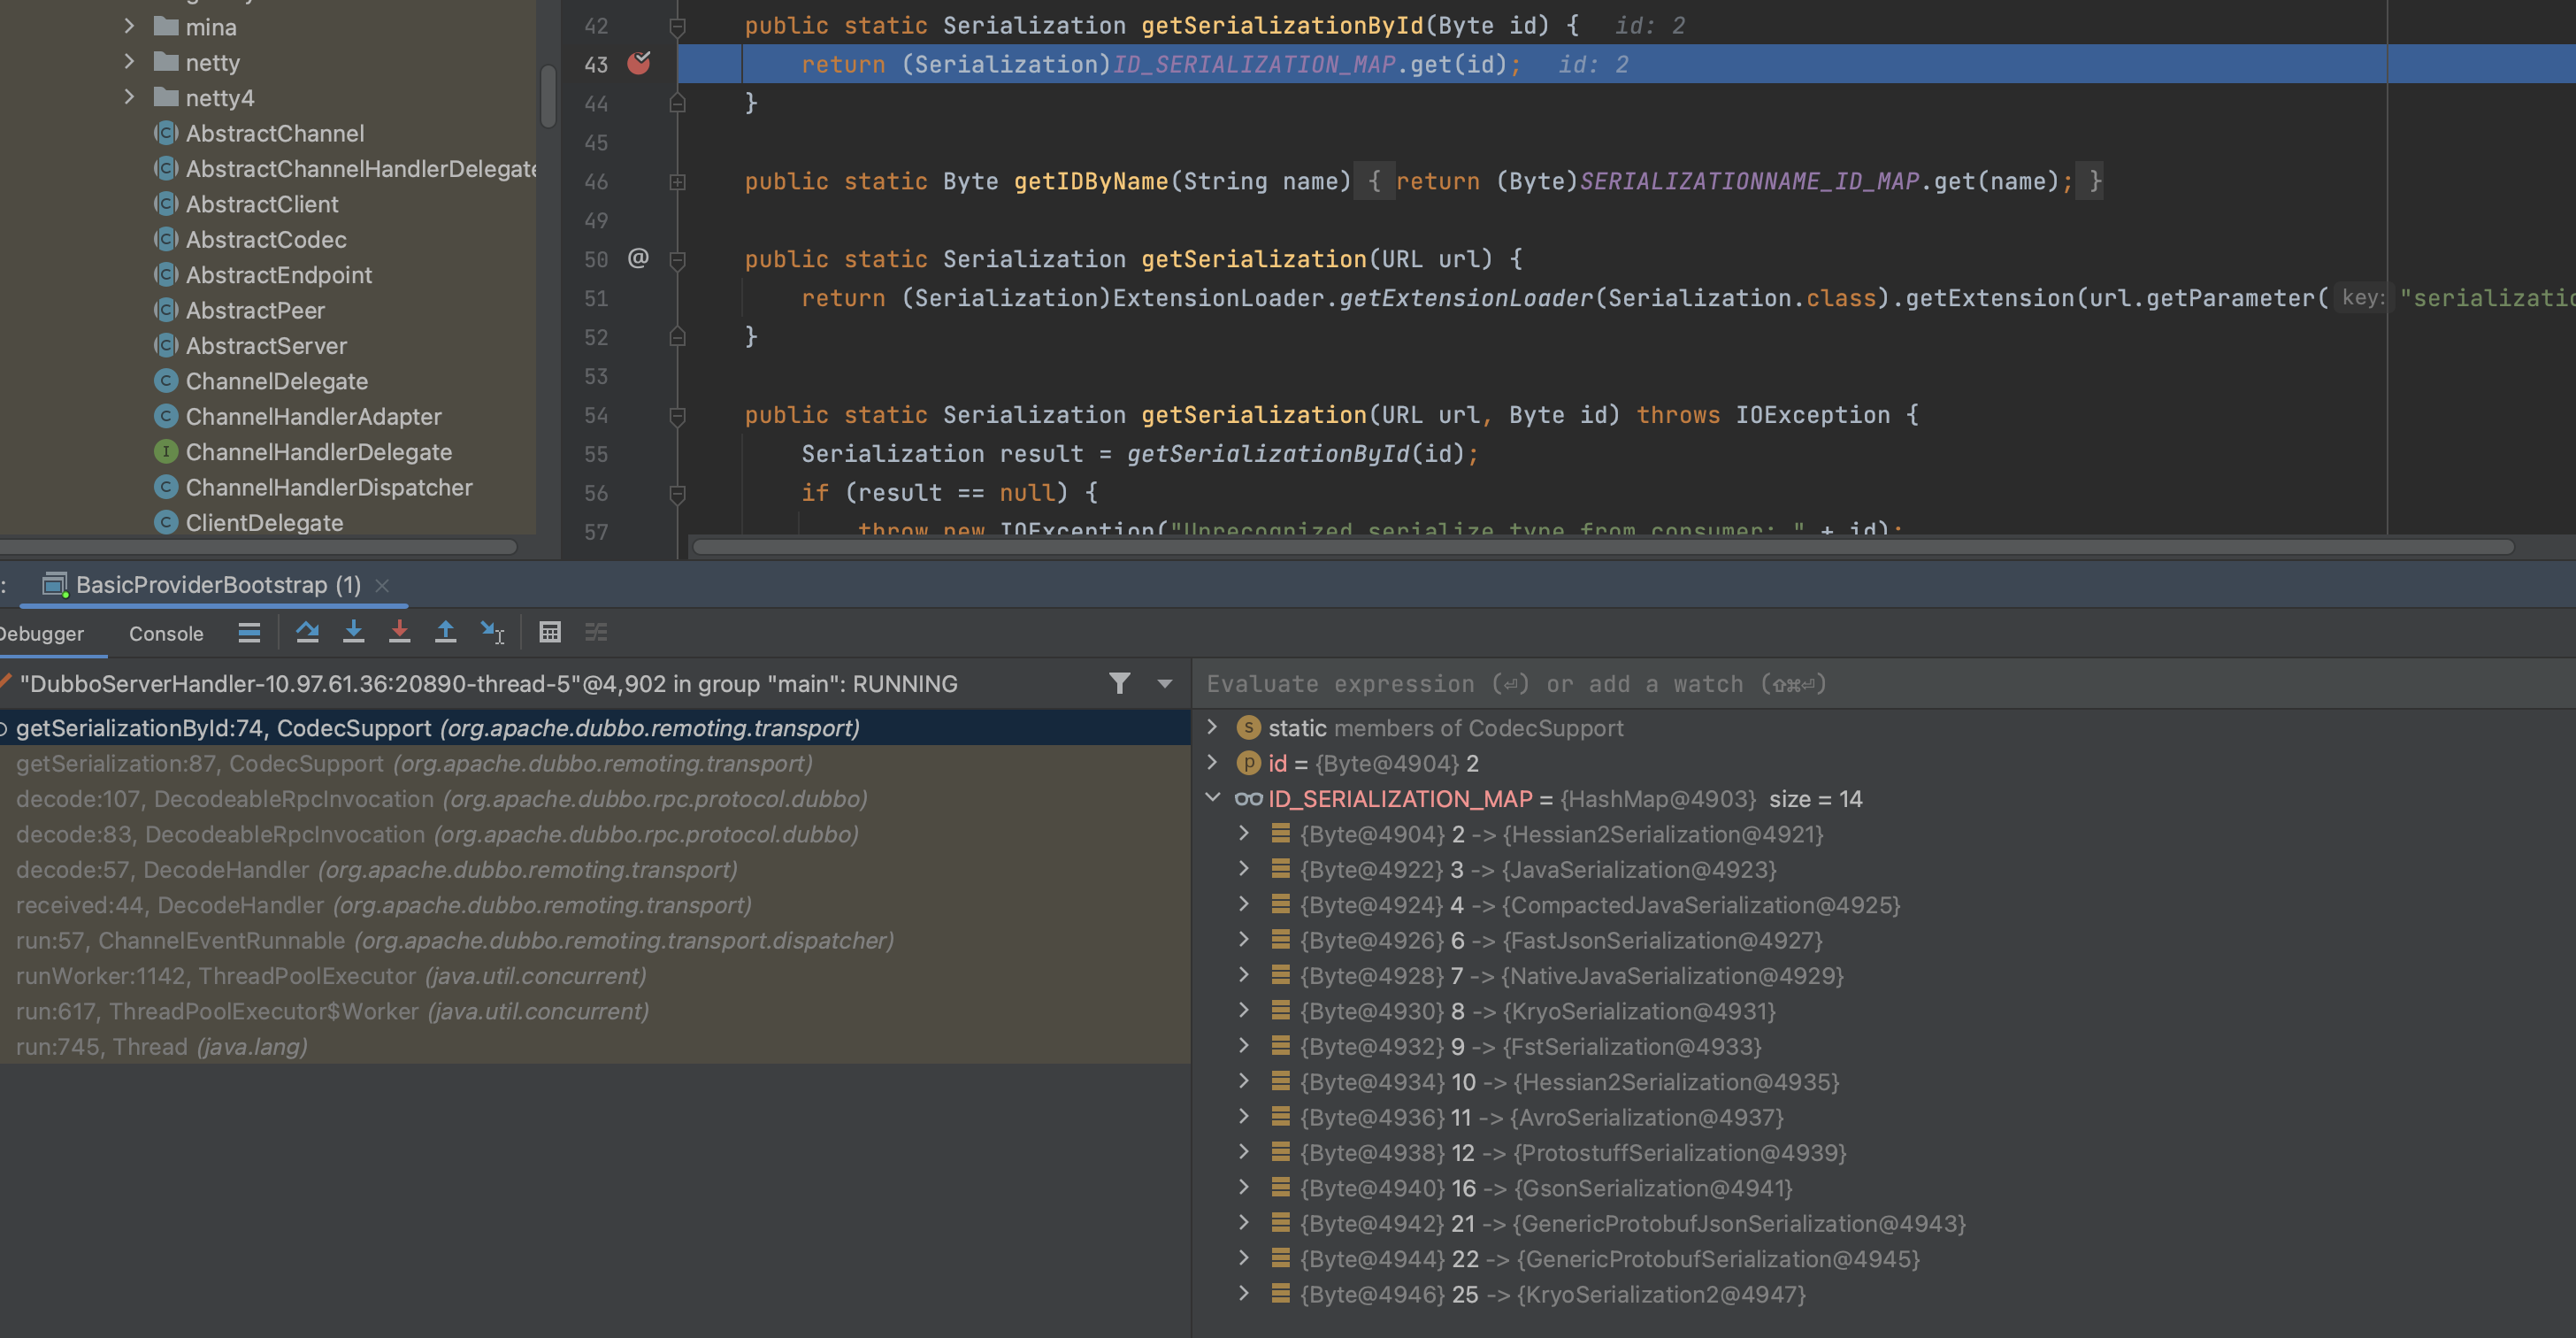 mina
netty
netty4
AbstractChannel
AbstractChannelHandlerDelegate
AbstractClient
AbstractCodec
AbstractEndpoint
AbstractPeer
AbstractServer
ChannelDelegate
ChannelHandlerAdapter
ChannelHandlerDelegate
ChannelHandlerDispatcher
ClientDelegate
42 public static Serialization getSerializationById(Byte id) { id: 2
43 return (Serialization)ID_SERIALIZATION_MAP.get(id); id: 2
44 }
45
46 public static Byte getIDByName(String name) { return (Byte)SERIALIZATIONNAME_ID_MAP.get(name); }
49
50 @ public static Serialization getSerialization(URL url) {
51 return (Serialization)ExtensionLoader.getExtensionLoader(Serialization.class).getExtension(url.getParameter( key: "serializatio
52 }
53
54 public static Serialization getSerialization(URL url, Byte id) throws IOException {
55 Serialization result = getSerializationById(id);
56 if (result == null) {
57 throw new IOException("Unrecognized serialize type from consumer: " + id);
: BasicProviderBootstrap (1)
Debugger Console
"DubboServerHandler-10.97.61.36:20890-thread-5"@4,902 in group "main": RUNNING
getSerializationById:74, CodecSupport (org.apache.dubbo.remoting.transport)
getSerialization:87, CodecSupport (org.apache.dubbo.remoting.transport)
decode:107, DecodeableRpcInvocation (org.apache.dubbo.rpc.protocol.dubbo)
decode:83, DecodeableRpcInvocation (org.apache.dubbo.rpc.protocol.dubbo)
decode:57, DecodeHandler (org.apache.dubbo.remoting.transport)
received:44, DecodeHandler (org.apache.dubbo.remoting.transport)
run:57, ChannelEventRunnable (org.apache.dubbo.remoting.transport.dispatcher)
runWorker:1142, ThreadPoolExecutor (java.util.concurrent)
run:617, ThreadPoolExecutor$Worker (java.util.concurrent)
run:745, Thread (java.lang)
Evaluate expression (⏎) or add a watch (⇧⌘⏎)
static members of CodecSupport
id = {Byte@4904} 2
ID_SERIALIZATION_MAP = {HashMap@4903} size = 14
{Byte@4904} 2 -> {Hessian2Serialization@4921}
{Byte@4922} 3 -> {JavaSerialization@4923}
{Byte@4924} 4 -> {CompactedJavaSerialization@4925}
{Byte@4926} 6 -> {FastJsonSerialization@4927}
{Byte@4928} 7 -> {NativeJavaSerialization@4929}
{Byte@4930} 8 -> {KryoSerialization@4931}
{Byte@4932} 9 -> {FstSerialization@4933}
{Byte@4934} 10 -> {Hessian2Serialization@4935}
{Byte@4936} 11 -> {AvroSerialization@4937}
{Byte@4938} 12 -> {ProtostuffSerialization@4939}
{Byte@4940} 16 -> {GsonSerialization@4941}
{Byte@4942} 21 -> {GenericProtobufJsonSerialization@4943}
{Byte@4944} 22 -> {GenericProtobufSerialization@4945}
{Byte@4946} 25 -> {KryoSerialization2@4947}